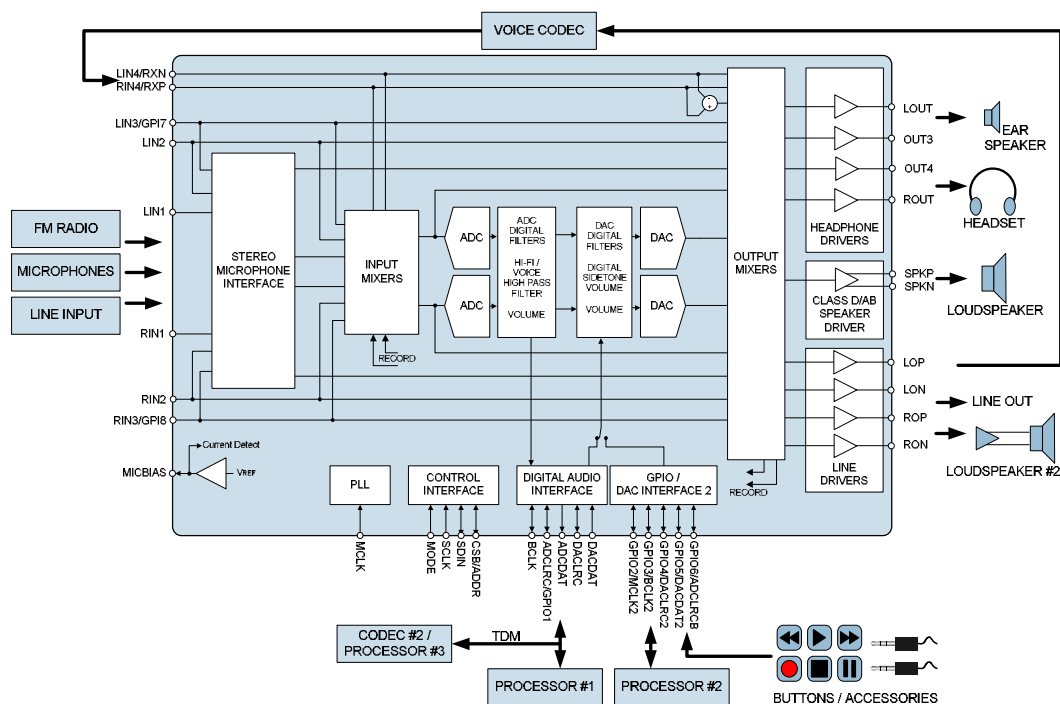 VOICE CODEC
LIN4/RXN
RIN4/RXP
LIN3/GPI7
LIN2
LIN1
RIN1
RIN2
RIN3/GPI8
MICBIAS
FM RADIO
MICROPHONES
LINE INPUT
STEREO
MICROPHONE
INTERFACE
INPUT
MIXERS
RECORD
ADC
ADC
ADC
DIGITAL
FILTERS
HI-FI /
VOICE
HIGH PASS
FILTER
VOLUME
DAC
DIGITAL
FILTERS
DIGITAL
SIDETONE
VOLUME
VOLUME
DAC
DAC
- +
OUTPUT
MIXERS
RECORD
HEADPHONE
DRIVERS
CLASS D/AB
SPEAKER
DRIVER
LINE
DRIVERS
LOUT
OUT3
OUT4
ROUT
SPKP
SPKN
LOP
LON
ROP
RON
EAR
SPEAKER
HEADSET
LOUDSPEAKER
LINE OUT
LOUDSPEAKER #2
Current Detect
VREF
PLL
CONTROL
INTERFACE
DIGITAL AUDIO
INTERFACE
GPIO /
DAC INTERFACE 2
MCLK
MODE
SCLK
SDIN
CSB/ADDR
BCLK
ADCLRC/GPIO1
ADCDAT
DACLRC
DACDAT
GPIO2/MCLK2
GPIO3/BCLK2
GPIO4/DACLRC2
GPIO5/DACDAT2
GPIO6/ADCLRCB
CODEC #2 /
PROCESSOR #3
TDM
PROCESSOR #1
PROCESSOR #2
BUTTONS / ACCESSORIES